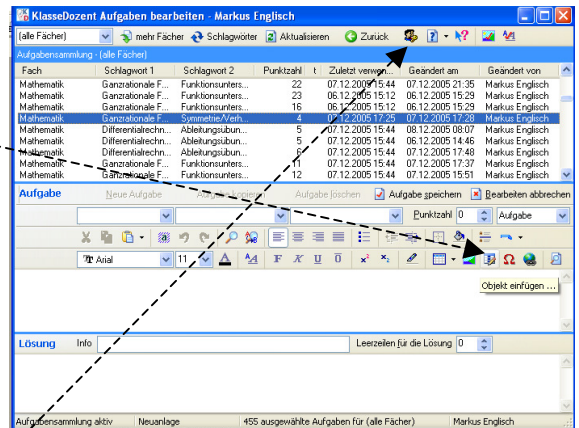 KlasseDozent Aufgaben bearbeiten - Markus Englisch
(alle Fächer) mehr Fächer Schlagwörter Aktualisieren Zurück
Aufgabensammlung - (alle Fächer)
Fach Schlagwort 1 Schlagwort 2 Punktzahl t Zuletzt verwen... Geändert am Geändert von
Mathematik Ganzrationale F... Funktionsunters... 22 07.12.2005 15:44 07.12.2005 21:35 Markus Englisch
Mathematik Ganzrationale F... Funktionsunters... 23 06.12.2005 15:12 06.12.2005 15:29 Markus Englisch
Mathematik Ganzrationale F... Funktionsunters... 16 06.12.2005 15:12 06.12.2005 15:29 Markus Englisch
Mathematik Ganzrationale F... Symmetrie/Verh... 4 07.12.2005 17:25 07.12.2005 17:28 Markus Englisch
Mathematik Differentialrechn... Ableitungsübun... 5 07.12.2005 15:44 08.12.2005 08:07 Markus Englisch
Mathematik Differentialrechn... Ableitungsübun... 5 07.12.2005 15:44 06.12.2005 14:46 Markus Englisch
Mathematik Differentialrechn... Ableitungsübun... 6 07.12.2005 15:44 07.12.2005 17:48 Markus Englisch
Mathematik Ganzrationale F... Funktionsunters... 11 07.12.2005 15:44 07.12.2005 17:37 Markus Englisch
Mathematik Ganzrationale F... Funktionsunters... 12 07.12.2005 15:44 07.12.2005 15:51 Markus Englisch
Aufgabe Neue Aufgabe Aufgabe kopieren Aufgabe löschen Aufgabe speichern Bearbeiten abbrechen
Punktzahl 0 Aufgabe
Arial 11 A F K U O x² x₂ Ω
Objekt einfügen ...
Lösung Info Leerzeilen für die Lösung 0
Aufgabensammlung aktiv Neuanlage 455 ausgewählte Aufgaben für (alle Fächer) Markus Englisch